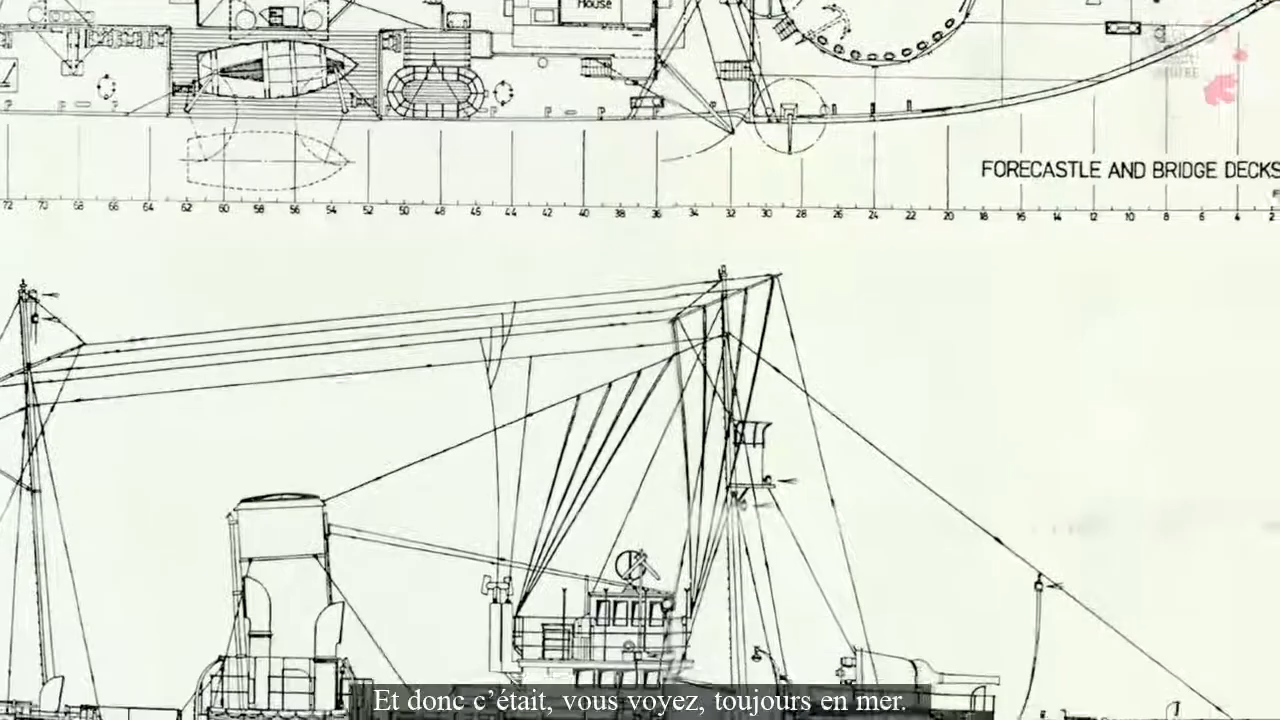 House
FORECASTLE AND BRIDGE DECKS
72 70 68 66 64 62 60 58 56 54 52 50 48 46 44 42 40 38 36 34 32 30 28 26 24 22 20 18 16 14 12 10 8 6 4 2
Et donc c’était, vous voyez, toujours en mer.